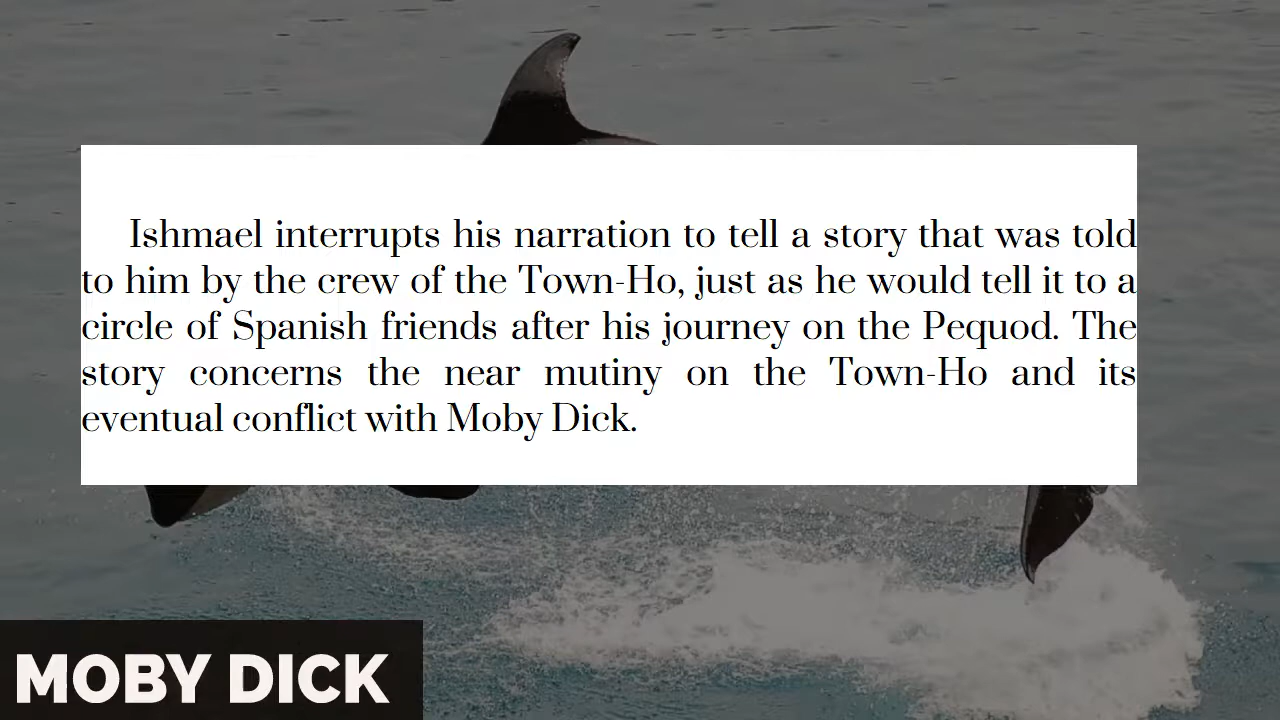 Ishmael interrupts his narration to tell a story that was told
to him by the crew of the Town-Ho, just as he would tell it to a
circle of Spanish friends after his journey on the Pequod. The
story concerns the near mutiny on the Town-Ho and its
eventual conflict with Moby Dick.
MOBY DICK